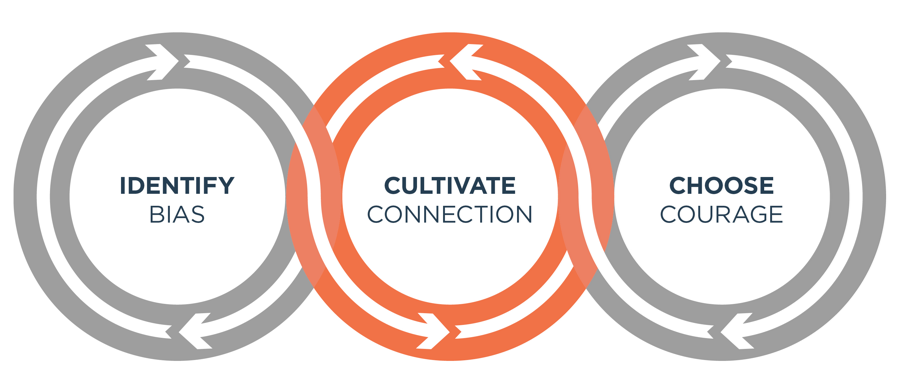 IDENTIFY
BIAS
CULTIVATE
CONNECTION
CHOOSE
COURAGE